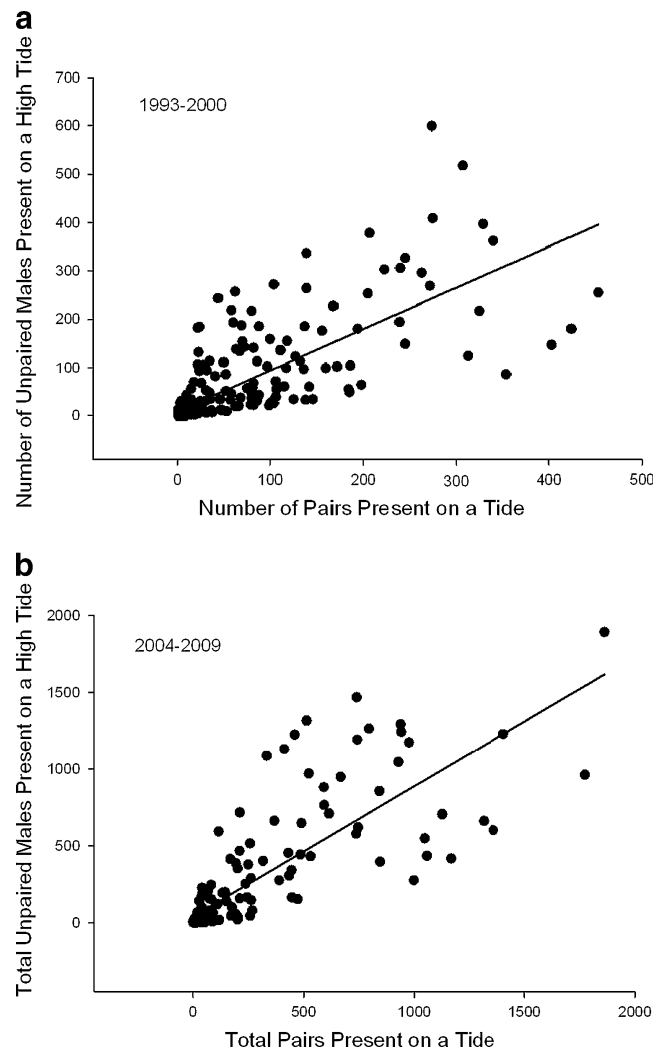 a
Number of Unpaired Males Present on a High Tide
700
600
500
400
300
200
100
0
1993-2000
0 100 200 300 400 500
Number of Pairs Present on a Tide
b
Total Unpaired Males Present on a High Tide
2000
1500
1000
500
0
2004-2009
0 500 1000 1500 2000
Total Pairs Present on a Tide